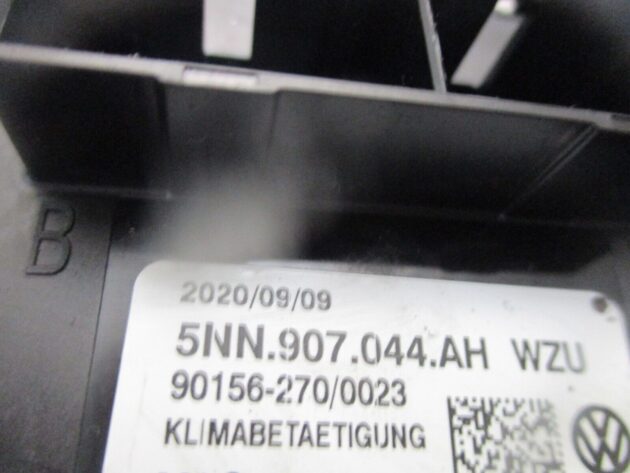 B
2020/09/09
5NN.907.044.AH WZU
90156-270/0023
KLIMABETAETIGUNG